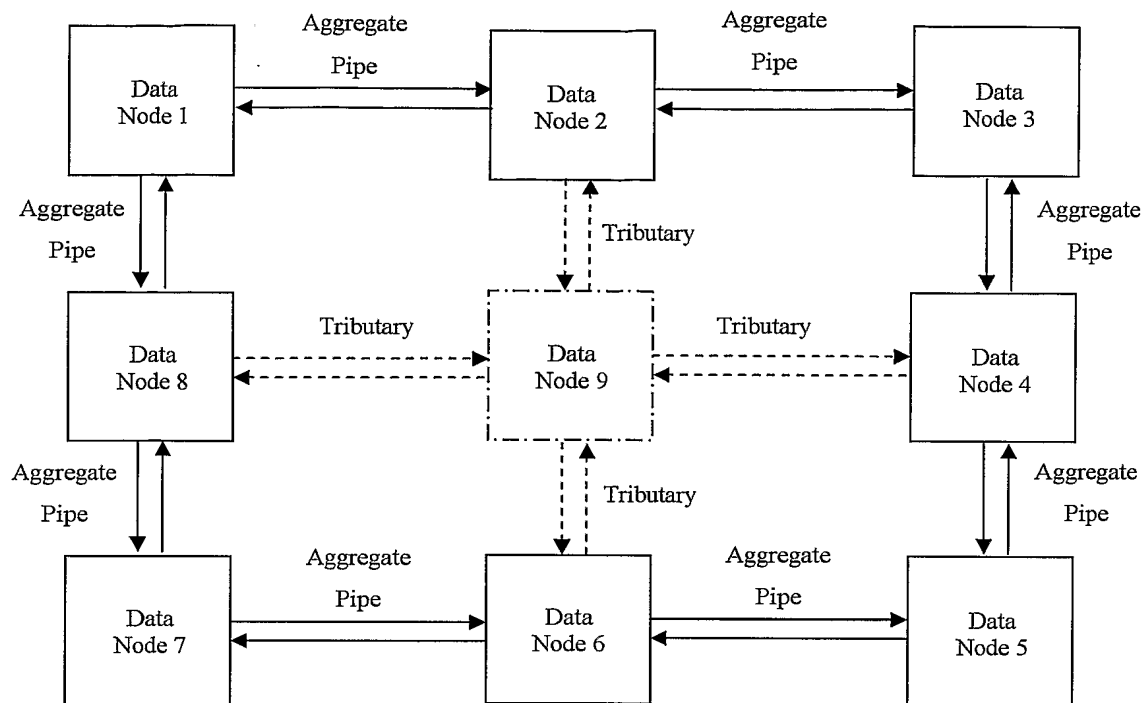 Aggregate
Pipe
Aggregate
Pipe
Data
Node 1
Data
Node 2
Data
Node 3
Aggregate
Pipe
Tributary
Aggregate
Pipe
Data
Node 8
Tributary
Data
Node 9
Tributary
Data
Node 4
Aggregate
Pipe
Tributary
Aggregate
Pipe
Data
Node 7
Aggregate
Pipe
Data
Node 6
Aggregate
Pipe
Data
Node 5